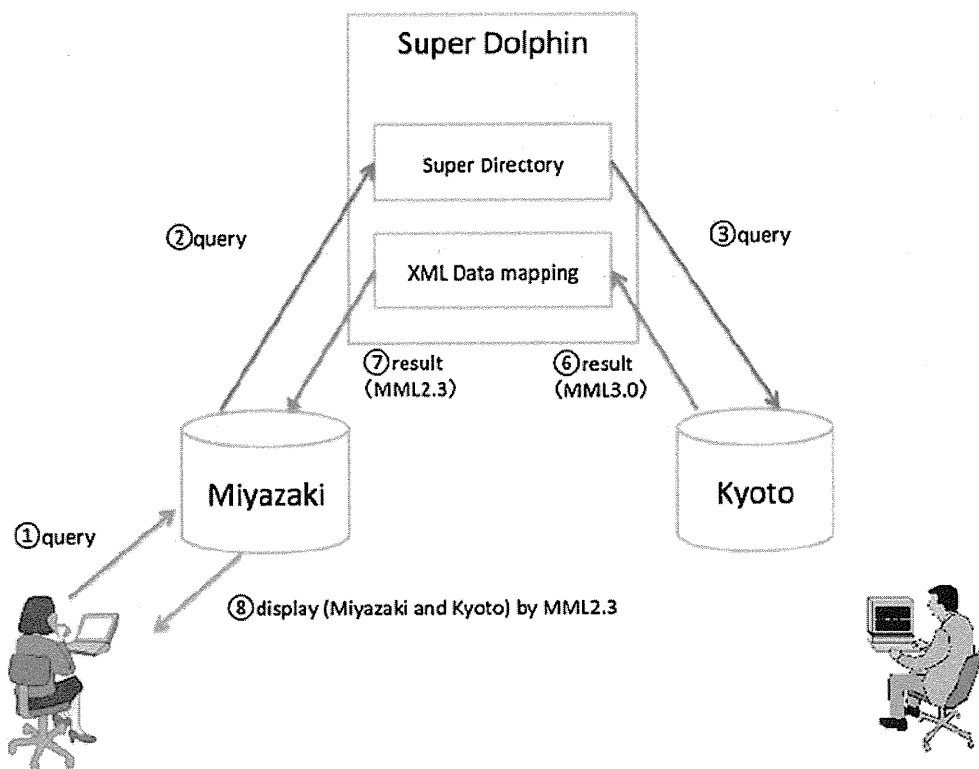 Super Dolphin
Super Directory
②query
③query
XML Data mapping
⑦result
(MML2.3)
⑥result
(MML3.0)
Miyazaki
Kyoto
①query
⑧display (Miyazaki and Kyoto) by MML2.3